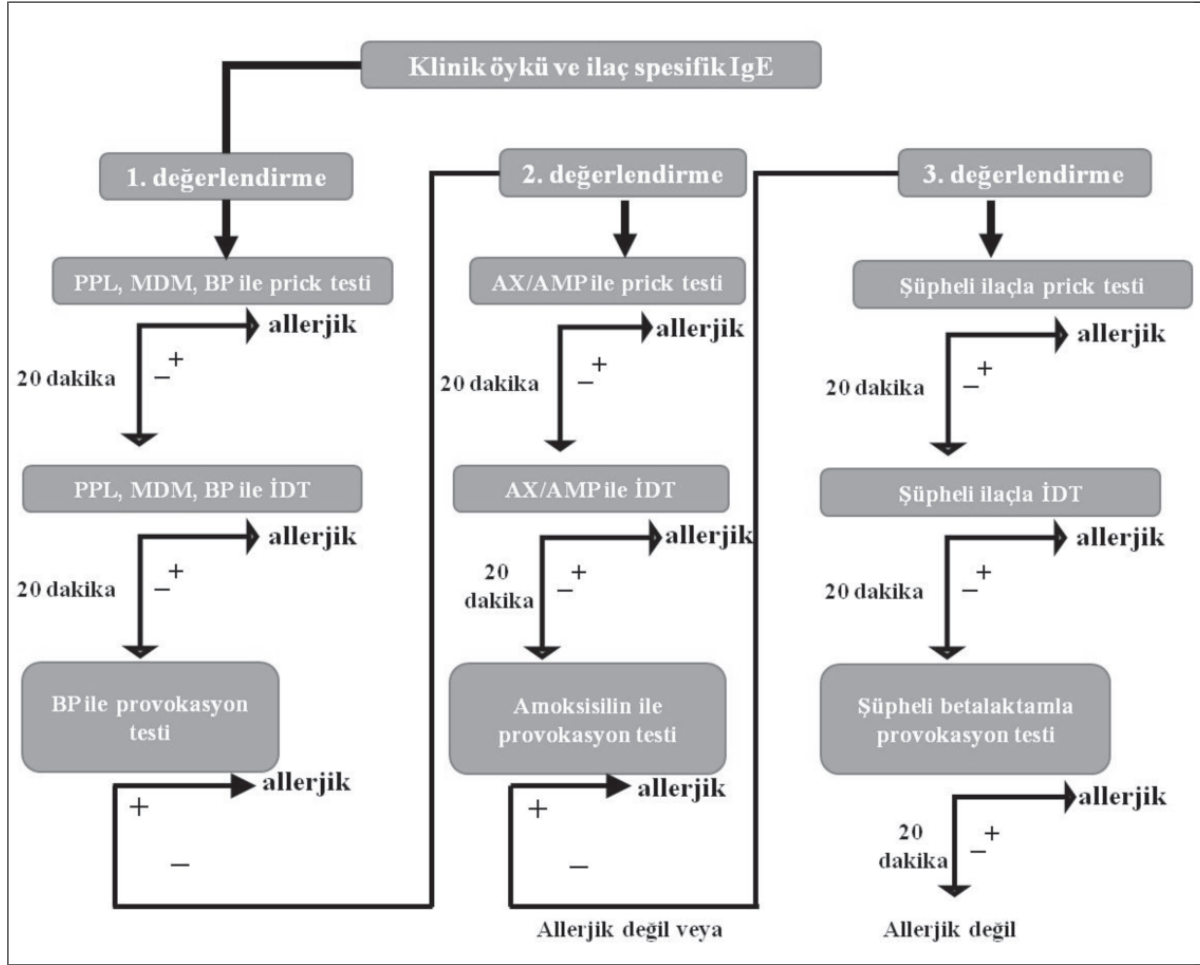 Klinik öykü ve ilaç spesifik IgE
1. değerlendirme
PPL, MDM, BP ile prick testi
allerjik
+
−
20 dakika
PPL, MDM, BP ile İDT
allerjik
+
−
20 dakika
BP ile provokasyon
testi
allerjik
+
−
2. değerlendirme
AX/AMP ile prick testi
allerjik
+
−
20 dakika
AX/AMP ile İDT
allerjik
+
−
20
dakika
Amoksisilin ile
provokasyon testi
allerjik
+
−
Allerjik değil veya
3. değerlendirme
Şüpheli ilaçla prick testi
allerjik
+
−
20 dakika
Şüpheli ilaçla İDT
allerjik
+
−
20 dakika
Şüpheli betalaktamla
provokasyon testi
allerjik
+
−
20
dakika
Allerjik değil